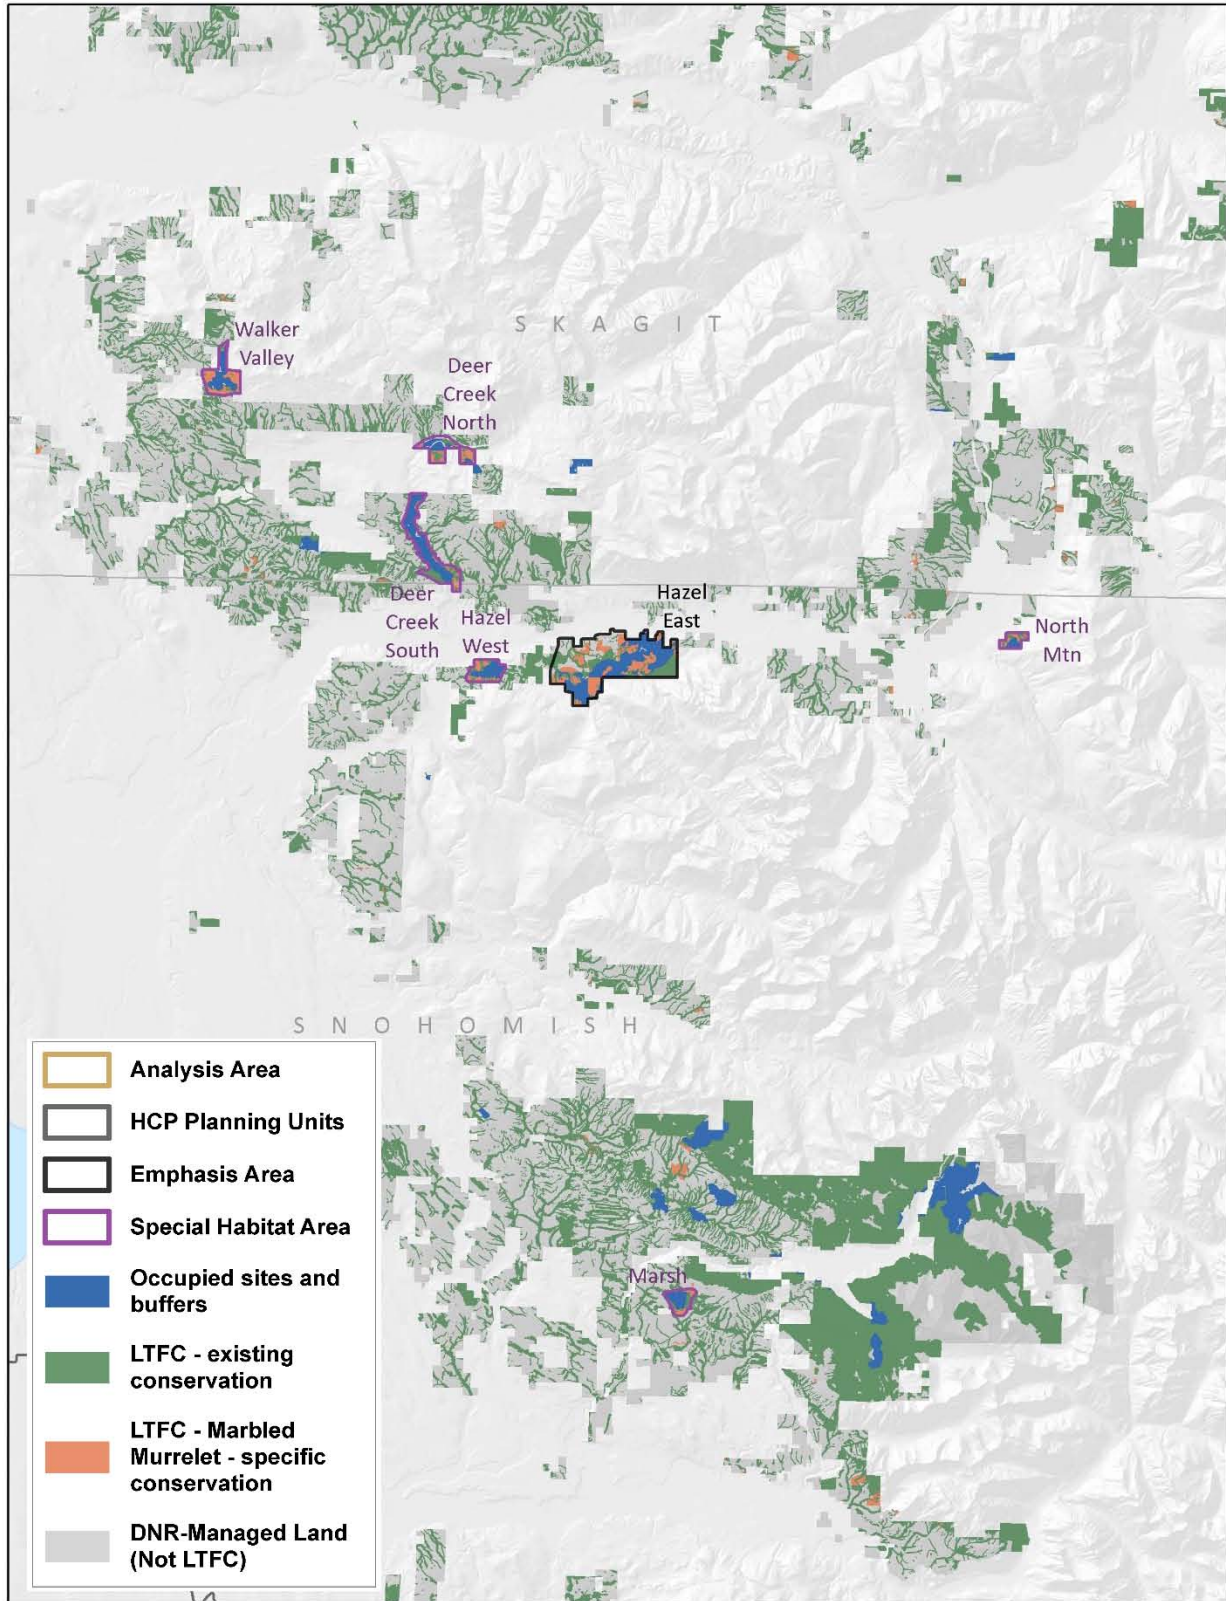 Walker
Valley
S K A G I T
Deer
Creek
North
Deer
Creek
South
Hazel
West
Hazel
East
North
Mtn
S N O H O M I S H
Marsh
Analysis Area
HCP Planning Units
Emphasis Area
Special Habitat Area
Occupied sites and
buffers
LTFC - existing
conservation
LTFC - Marbled
Murrelet - specific
conservation
DNR-Managed Land
(Not LTFC)